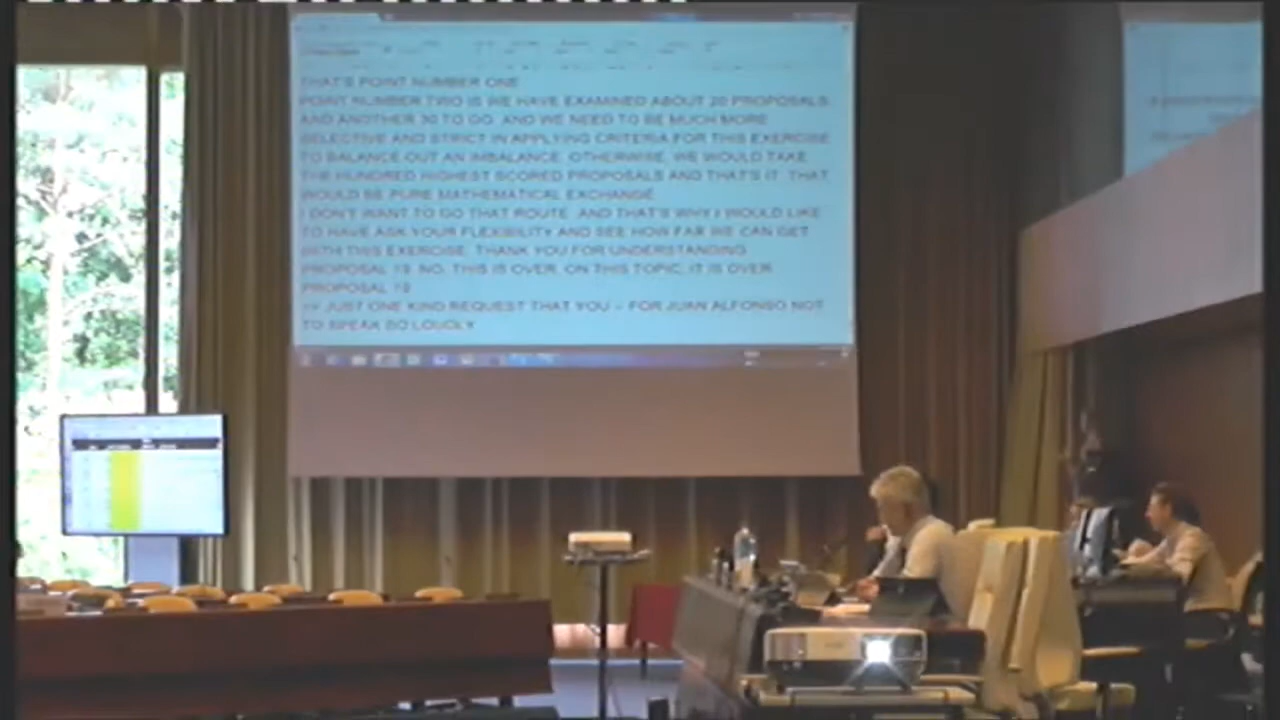 THAT'S POINT NUMBER ONE
POINT NUMBER TWO IS WE HAVE EXAMINED ABOUT 20 PROPOSALS
AND ANOTHER 30 TO GO. AND WE NEED TO BE MUCH MORE
SELECTIVE AND STRICT IN APPLYING CRITERIA FOR THIS EXERCISE
TO BALANCE OUT AN IMBALANCE. OTHERWISE, WE WOULD TAKE
THE HUNDRED HIGHEST SCORED PROPOSALS AND THAT'S IT. THAT
WOULD BE PURE MATHEMATICAL EXCHANGE.
I DON'T WANT TO GO THAT ROUTE. AND THAT'S WHY I WOULD LIKE
TO HAVE ASK YOUR FLEXIBILITY AND SEE HOW FAR WE CAN GET
WITH THIS EXERCISE. THANK YOU FOR UNDERSTANDING.
PROPOSAL 19. NO, THIS IS OVER. ON THIS TOPIC, IT IS OVER.
PROPOSAL 19.
>> JUST ONE KIND REQUEST THAT YOU -- FOR JUAN ALFONSO NOT
TO SPEAK SO LOUDLY.